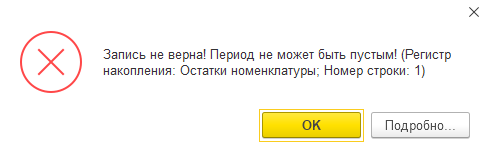 Запись не верна! Период не может быть пустым! (Регистр
накопления: Остатки номенклатуры; Номер строки: 1)
OK
Подробно...